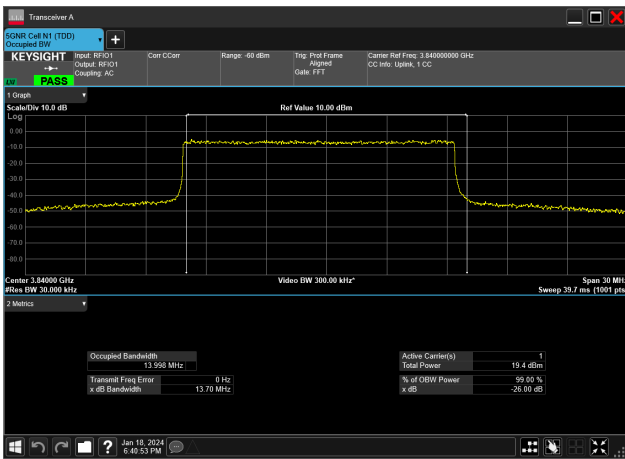 Transceiver A
5GNR Cell N1 (TDD)
Occupied BW
KEYSIGHT
PASS
Input: RFIO1
Output: RFIO1
Coupling: AC
Corr CCorr
Range: -60 dBm
Trig: Prot Frame
Aligned
Gate: FFT
Carrier Ref Freq: 3.840000000 GHz
CC Info: Uplink, 1 CC
1 Graph
Scale/Div 10.0 dB
Ref Value 10.00 dBm
Log
0.00
-10.0
-20.0
-30.0
-40.0
-50.0
-60.0
-70.0
-80.0
Center 3.84000 GHz
Video BW 300.00 kHz*
Span 30 MHz
#Res BW 30.000 kHz
Sweep 39.7 ms (1001 pts
2 Metrics
Occupied Bandwidth
13.998 MHz
Transmit Freq Error 0 Hz
x dB Bandwidth 13.70 MHz
Active Carrier(s) 1
Total Power 19.4 dBm
% of OBW Power 99.00 %
x dB -26.00 dB
?
Jan 18, 2024
6:40:53 PM